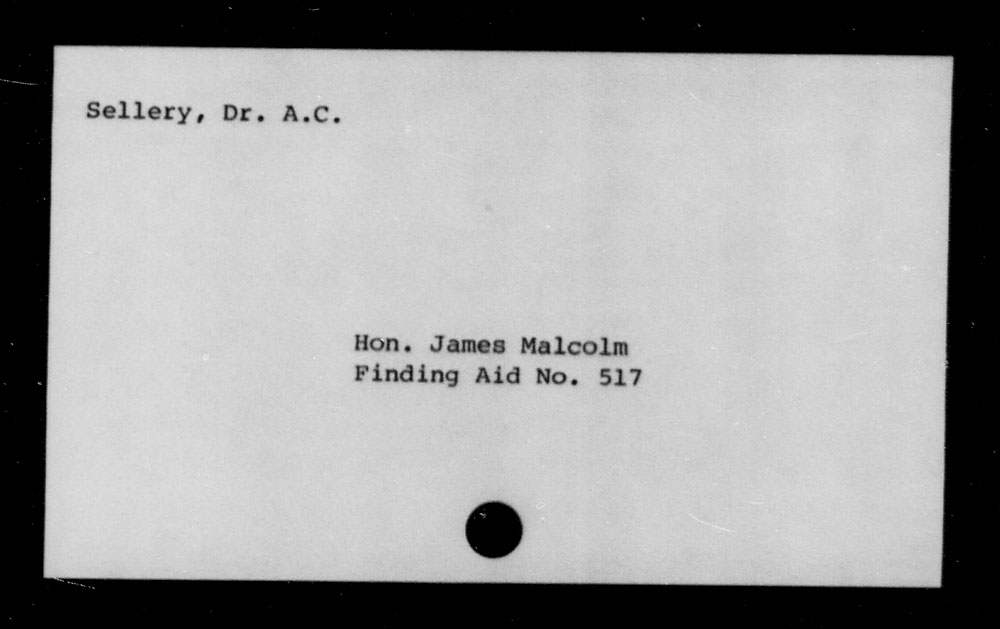 Sellery, Dr. A.C.
Hon. James Malcolm
Finding Aid No. 517